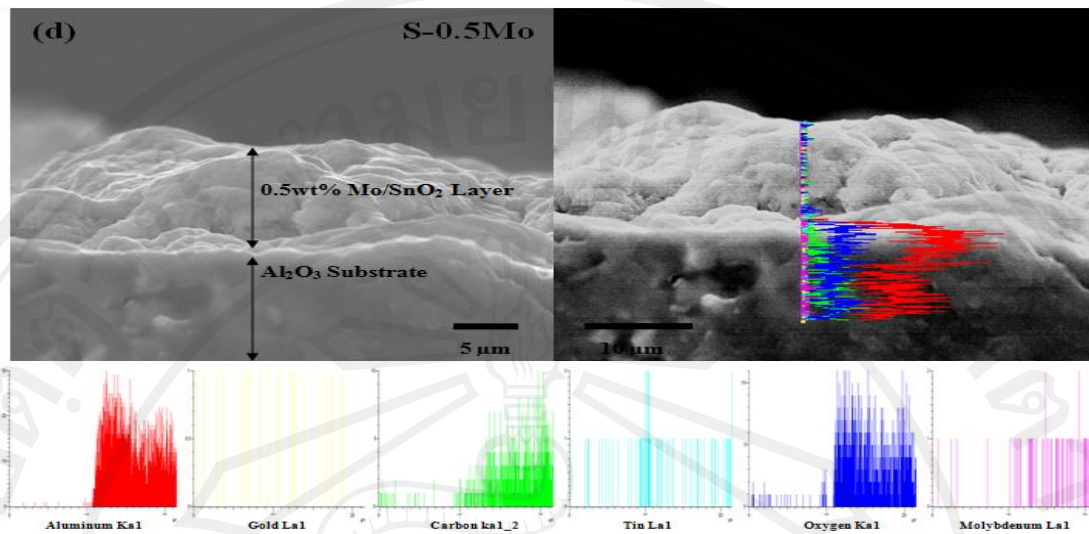 (d)
S-0.5Mo
0.5wt% Mo/SnO₂ Layer
Al₂O₃ Substrate
5 μm
10 μm
Aluminum Ka1
Gold La1
Carbon ka1_2
Tin La1
Oxygen Ka1
Molybdenum La1